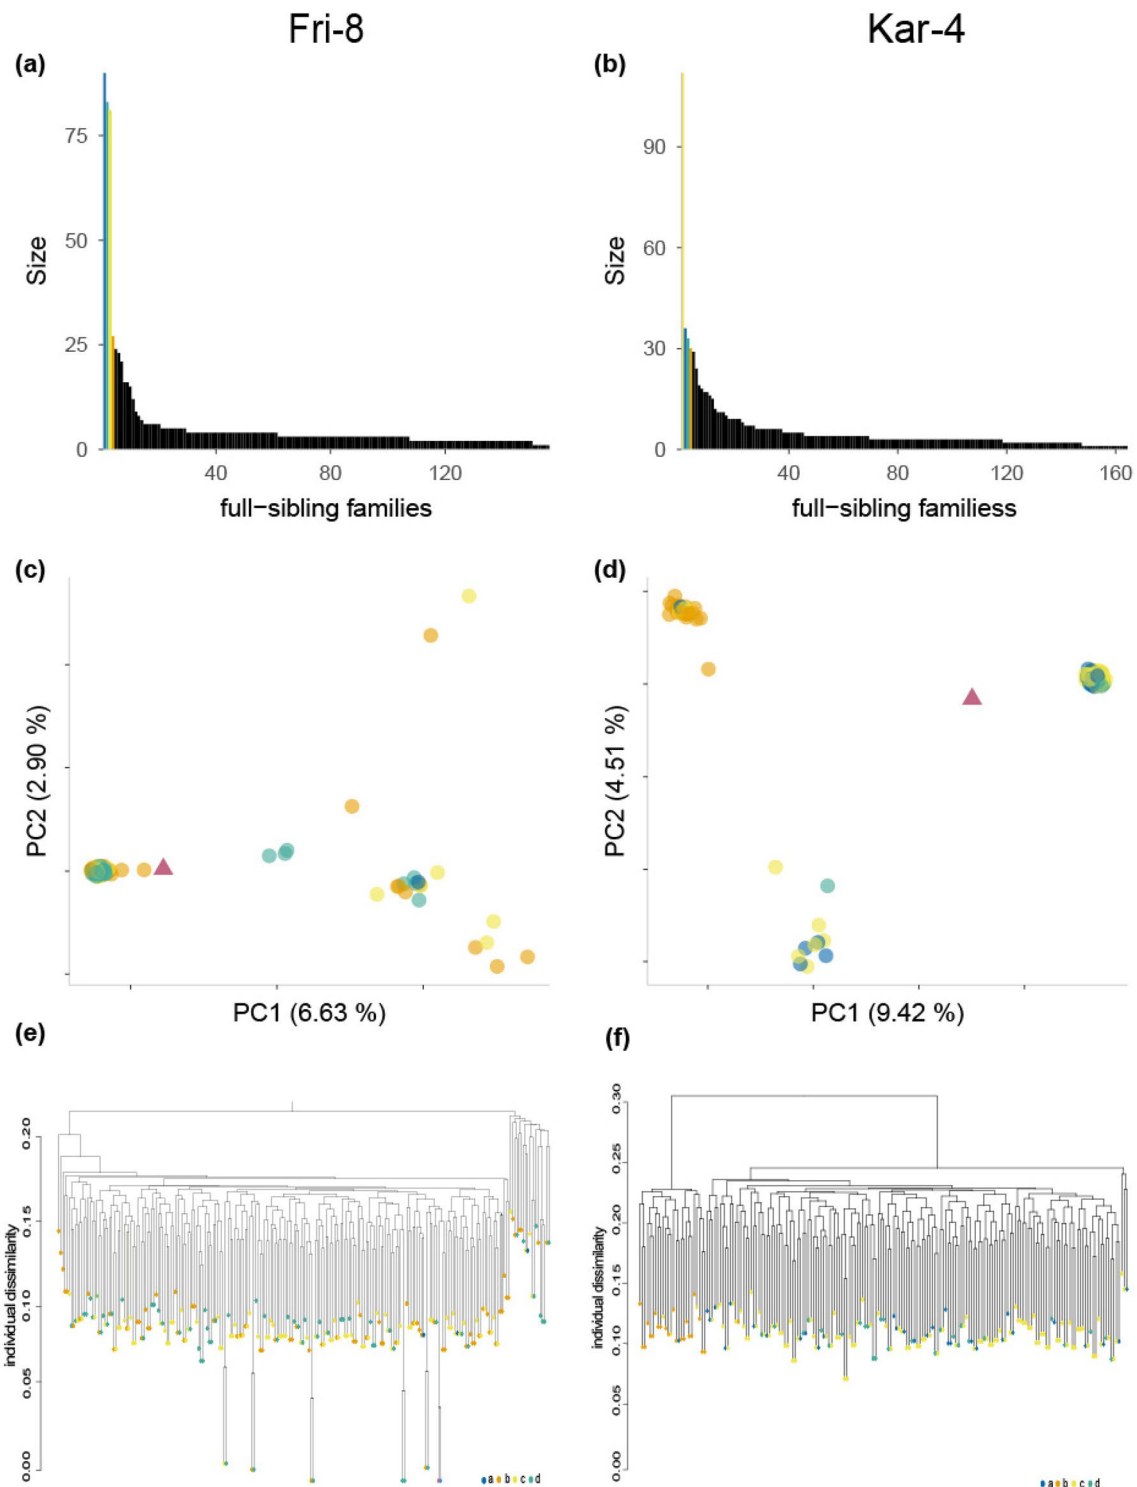 Fri-8 Kar-4
(a) (b)
Size
75
50
25
0
40 80 120
full-sibling families
Size
90
60
30
0
40 80 120 160
full-sibling familiess
(c) (d)
PC2 (2.90 %)
PC1 (6.63 %)
PC2 (4.51 %)
PC1 (9.42 %)
(e) (f)
individual dissimilarity
0.20
0.15
0.10
0.05
0.00
a b c d
individual dissimilarity
0.30
0.25
0.20
0.15
0.10
0.05
0.00
a b c d